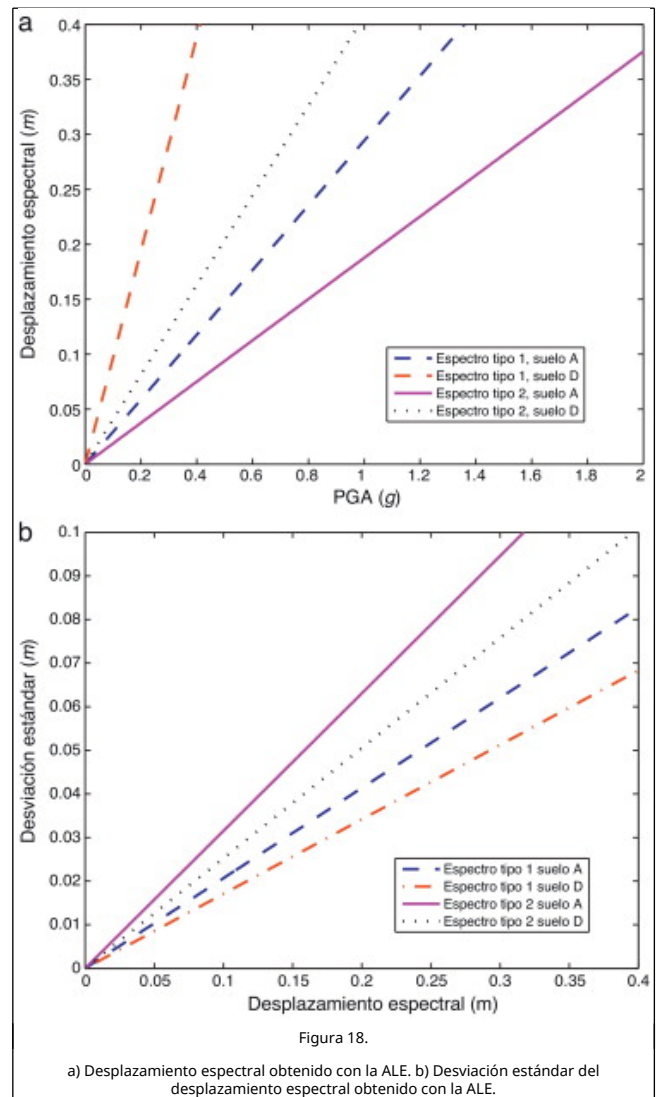 a
0.4
0.35
0.3
0.25
0.2
0.15
0.1
0.05
0
Desplazamiento espectral (m)
Espectro tipo 1, suelo A
Espectro tipo 1, suelo D
Espectro tipo 2, suelo A
Espectro tipo 2, suelo D
0 0.2 0.4 0.6 0.8 1 1.2 1.4 1.6 1.8 2
PGA (g)
b
0.1
0.09
0.08
0.07
0.06
0.05
0.04
0.03
0.02
0.01
0
Desviación estándar (m)
Espectro tipo 1 suelo A
Espectro tipo 1 suelo D
Espectro tipo 2 suelo A
Espectro tipo 2 suelo D
0 0.05 0.1 0.15 0.2 0.25 0.3 0.35 0.4
Desplazamiento espectral (m)
Figura 18.
a) Desplazamiento espectral obtenido con la ALE. b) Desviación estándar del
desplazamiento espectral obtenido con la ALE.